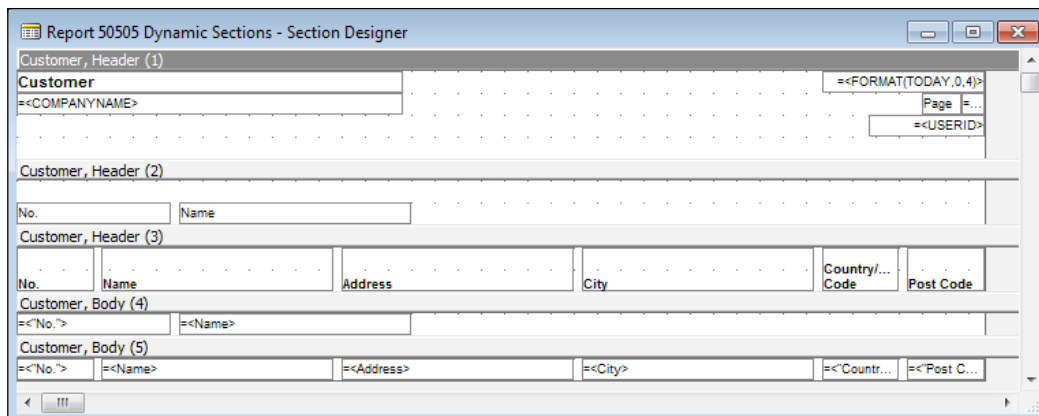 Report 50505 Dynamic Sections - Section Designer
Customer, Header (1)
Customer =<FORMAT(TODAY,0,4)>
=<COMPANYNAME> Page =...
=<USERID>
Customer, Header (2)
No. Name
Customer, Header (3)
Country/...
No. Name Address City Code Post Code
Customer, Body (4)
=<"No."> =<Name>
Customer, Body (5)
=<"No."> =<Name> =<Address> =<City> =<"Countr... =<"Post C...